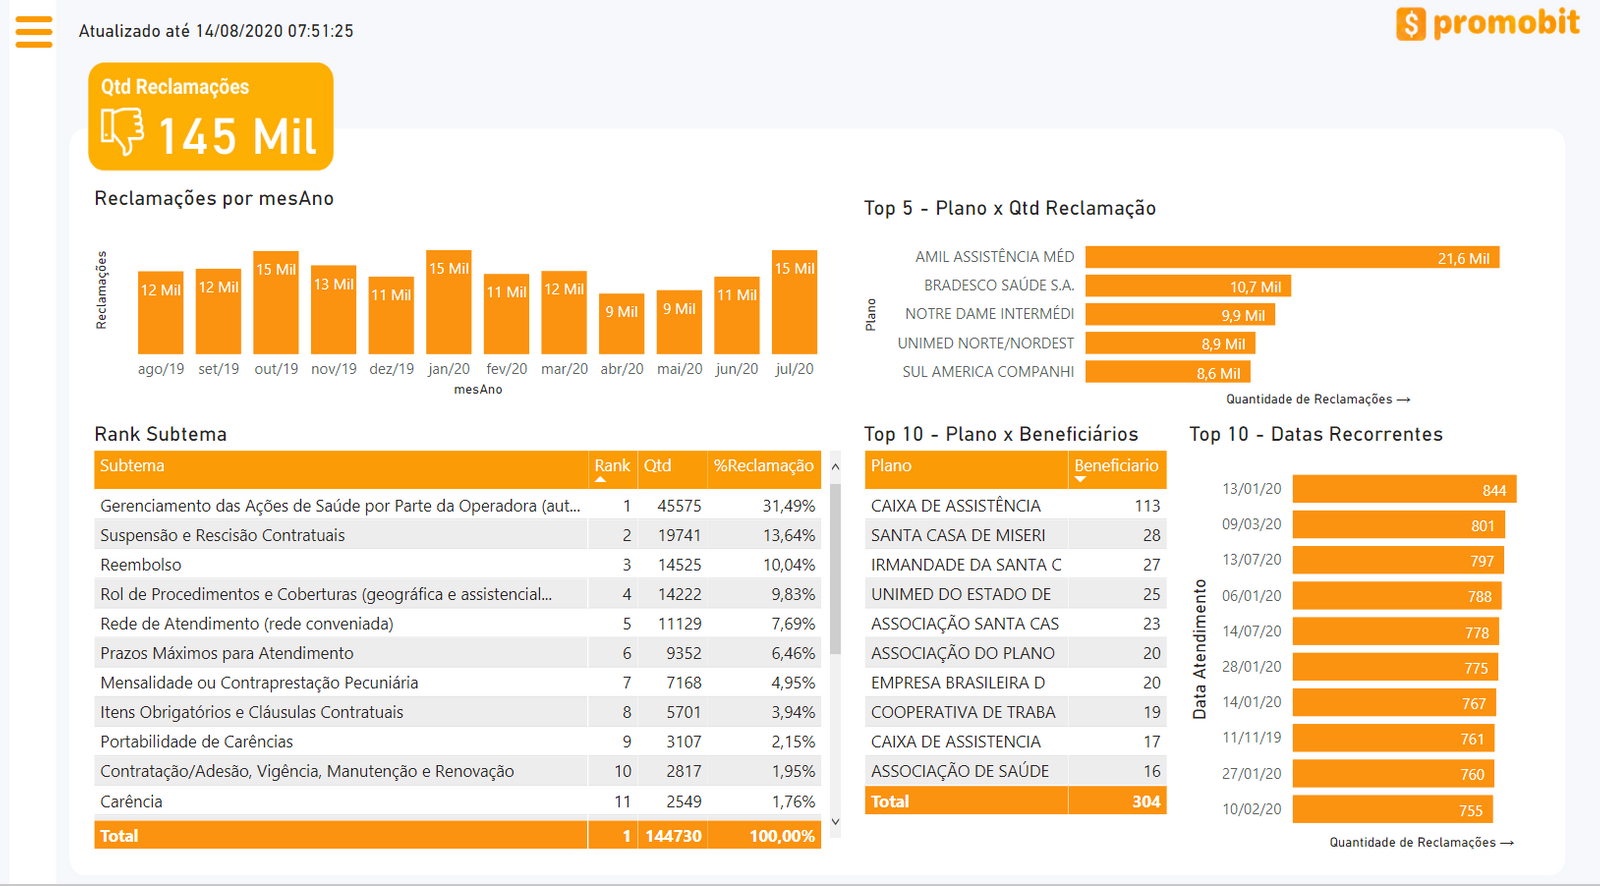 Atualizado até 14/08/2020 07:51:25
$ promobit
Qtd Reclamações
145 Mil
Reclamações por mesAno
Reclamações
12 Mil 12 Mil 15 Mil 13 Mil 11 Mil 15 Mil 11 Mil 12 Mil 9 Mil 9 Mil 11 Mil 15 Mil
ago/19 set/19 out/19 nov/19 dez/19 jan/20 fev/20 mar/20 abr/20 mai/20 jun/20 jul/20
mesAno
Top 5 - Plano x Qtd Reclamação
Plano
AMIL ASSISTÊNCIA MÉD 21,6 Mil
BRADESCO SAÚDE S.A. 10,7 Mil
NOTRE DAME INTERMÉDI 9,9 Mil
UNIMED NORTE/NORDEST 8,9 Mil
SUL AMERICA COMPANHI 8,6 Mil
Quantidade de Reclamações →
Rank Subtema
Subtema Rank Qtd %Reclamação
Gerenciamento das Ações de Saúde por Parte da Operadora (aut... 1 45575 31,49%
Suspensão e Rescisão Contratuais 2 19741 13,64%
Reembolso 3 14525 10,04%
Rol de Procedimentos e Coberturas (geográfica e assistencial... 4 14222 9,83%
Rede de Atendimento (rede conveniada) 5 11129 7,69%
Prazos Máximos para Atendimento 6 9352 6,46%
Mensalidade ou Contraprestação Pecuniária 7 7168 4,95%
Itens Obrigatórios e Cláusulas Contratuais 8 5701 3,94%
Portabilidade de Carências 9 3107 2,15%
Contratação/Adesão, Vigência, Manutenção e Renovação 10 2817 1,95%
Carência 11 2549 1,76%
Total 1 144730 100,00%
Top 10 - Plano x Beneficiários
Plano Beneficiario
CAIXA DE ASSISTÊNCIA 113
SANTA CASA DE MISERI 28
IRMANDADE DA SANTA C 27
UNIMED DO ESTADO DE 25
ASSOCIAÇÃO SANTA CAS 23
ASSOCIAÇÃO DO PLANO 20
EMPRESA BRASILEIRA D 20
COOPERATIVA DE TRABA 19
CAIXA DE ASSISTENCIA 17
ASSOCIAÇÃO DE SAÚDE 16
Total 304
Top 10 - Datas Recorrentes
Data Atendimento
13/01/20 844
09/03/20 801
13/07/20 797
06/01/20 788
14/07/20 778
28/01/20 775
14/01/20 767
11/11/19 761
27/01/20 760
10/02/20 755
Quantidade de Reclamações →